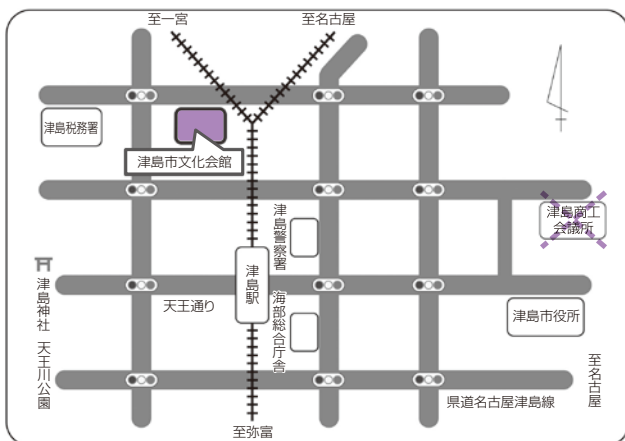 至一宮
至名古屋
津島税務署
津島市文化会館
津島商工
会議所
津島警察署
津島駅
津島神社 天王川公園
天王通り
海部総合庁舎
津島市役所
至名古屋
県道名古屋津島線
至弥富